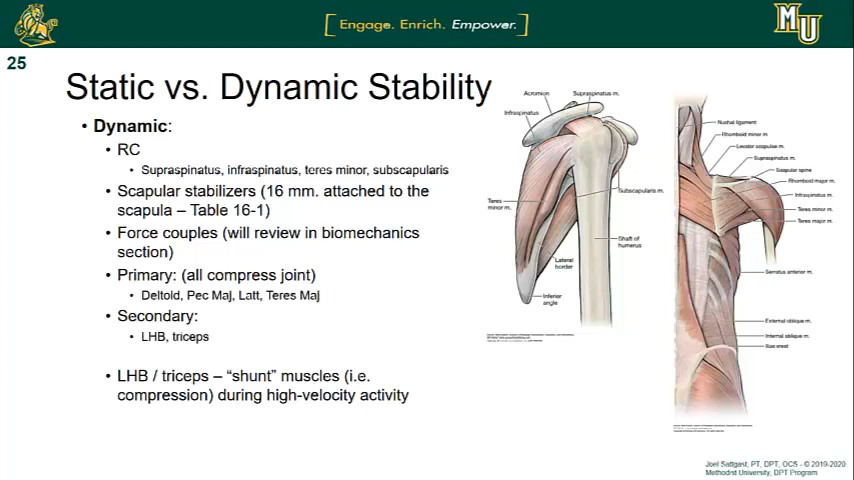 Engage. Enrich. Empower.
MU
25
Static vs. Dynamic Stability
• Dynamic:
• RC
• Supraspinatus, infraspinatus, teres minor, subscapularis
• Scapular stabilizers (16 mm. attached to the
scapula – Table 16-1)
• Force couples (will review in biomechanics
section)
• Primary: (all compress joint)
• Deltoid, Pec Maj, Latt, Teres Maj
• Secondary:
• LHB, triceps
• LHB / triceps – “shunt” muscles (i.e.
compression) during high-velocity activity
Acromion
Supraspinatus m.
Infraspinatus
Subscapularis m.
Teres
minor m.
Shaft of
humerus
Lateral
border
Inferior
angle
Nuchal ligament
Rhomboid minor m.
Levator scapulae m.
Supraspinatus m.
Scapular spine
Rhomboid major m.
Infraspinatus m.
Teres minor m.
Teres major m.
Serratus anterior m.
External oblique m.
Internal oblique m.
Iliac crest
Joel Sattgast, PT, DPT, OCS - © 2019-2020
Methodist University, DPT Program